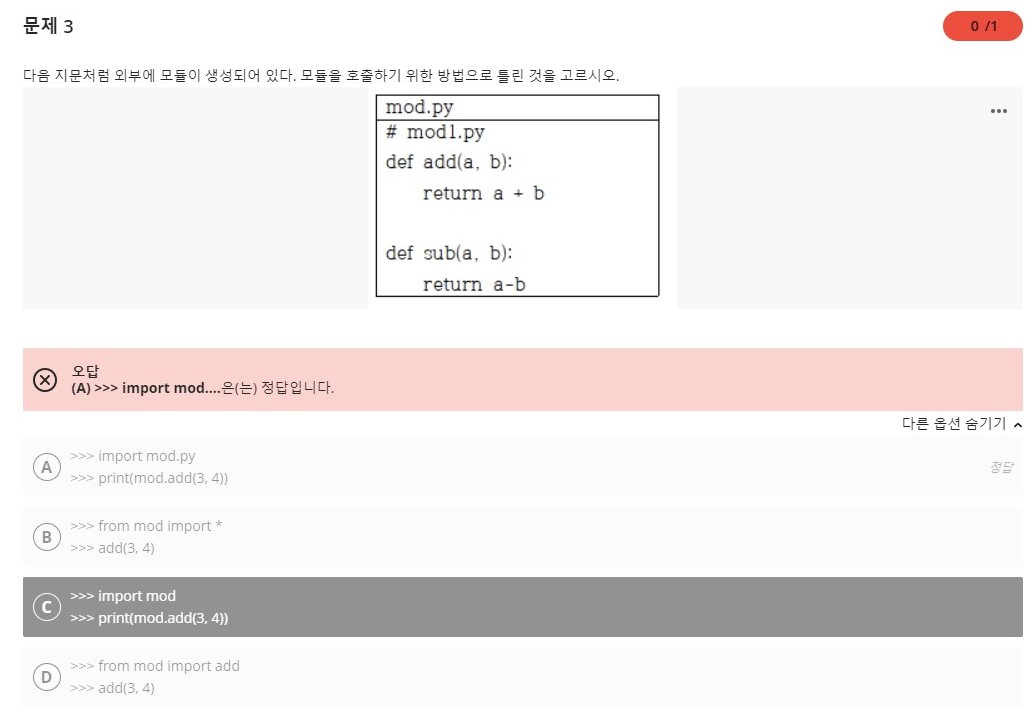 문제 3
0 /1
다음 지문처럼 외부에 모듈이 생성되어 있다. 모듈을 호출하기 위한 방법으로 틀린 것을 고르시오.
mod.py
# mod1.py
def add(a, b):
return a + b
def sub(a, b):
return a-b
오답
(A) >>> import mod....은(는) 정답입니다.
다른 옵션 숨기기
A
>>> import mod.py
>>> print(mod.add(3, 4))
정답
B
>>> from mod import *
>>> add(3, 4)
C
>>> import mod
>>> print(mod.add(3, 4))
D
>>> from mod import add
>>> add(3, 4)